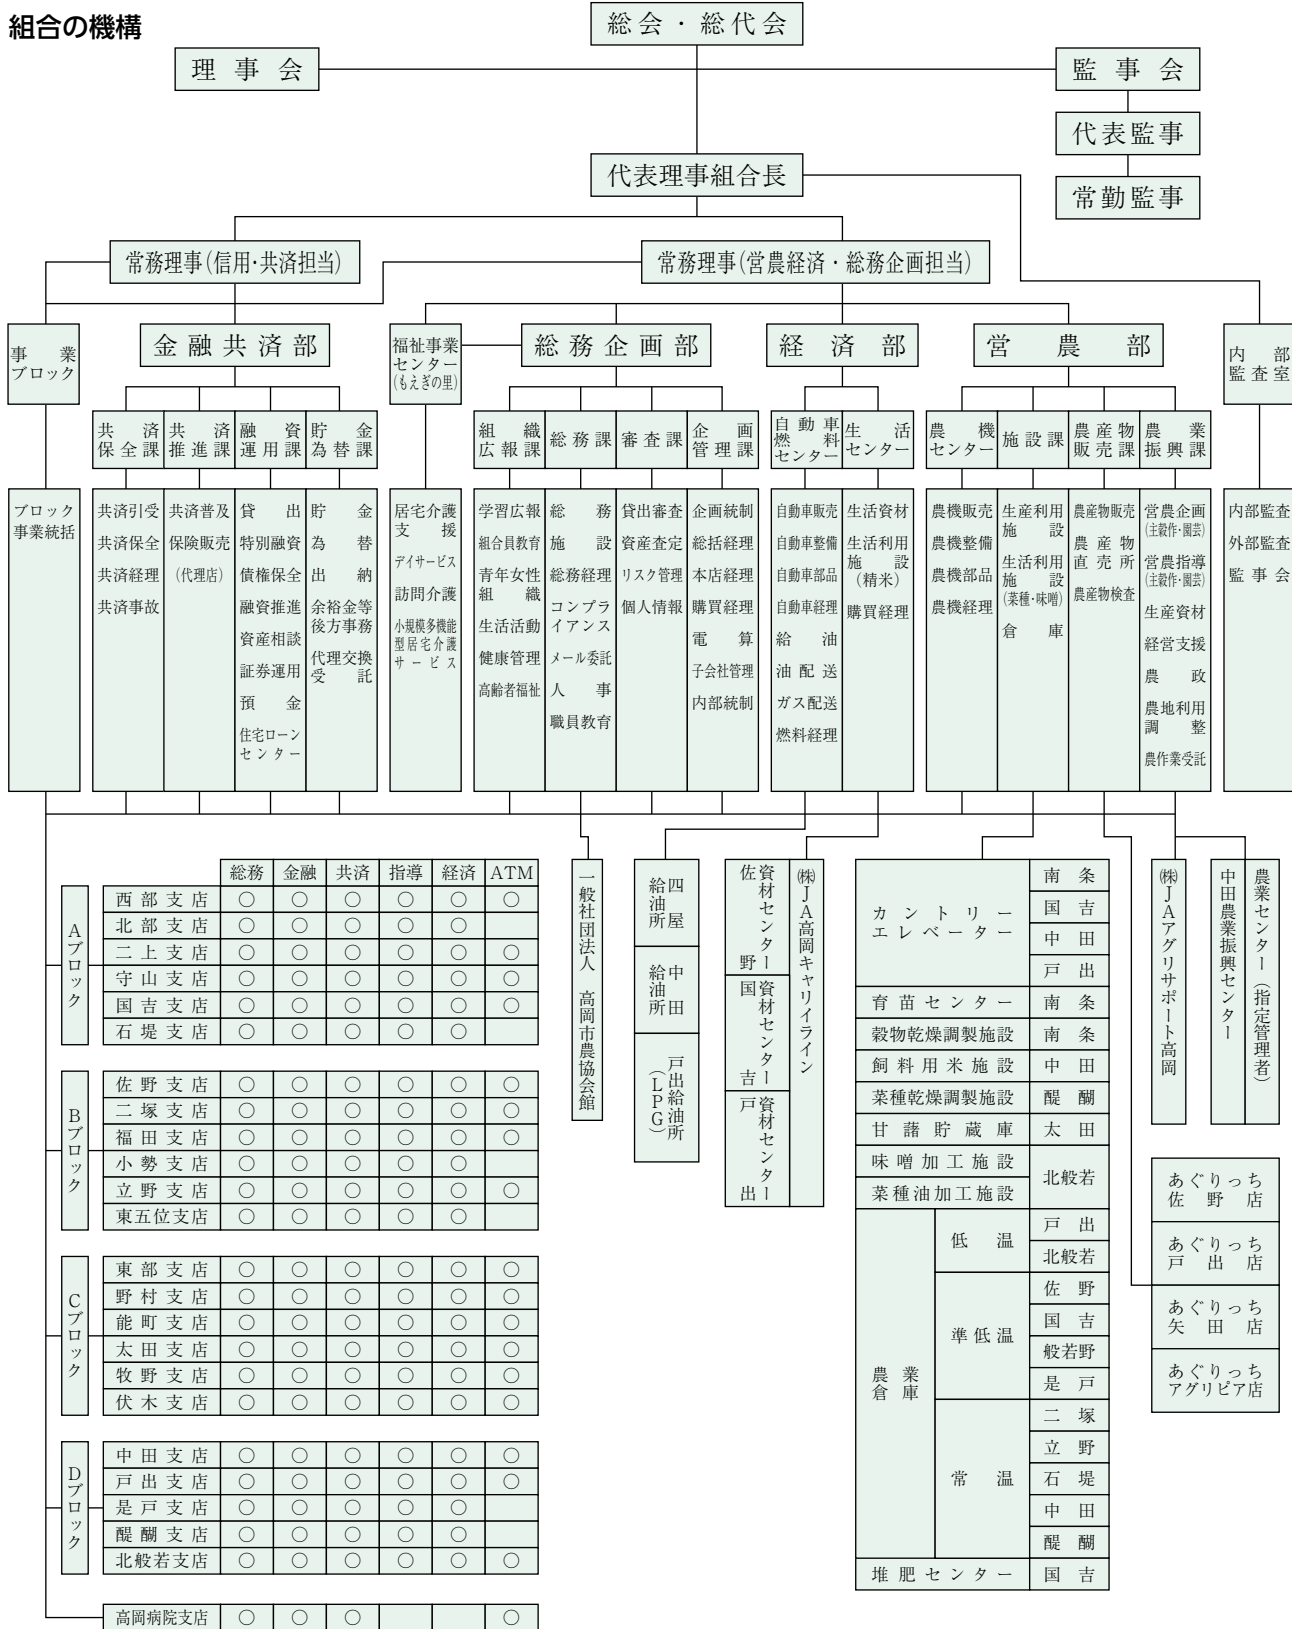 組合の機構
総会・総代会
理事会
監事会
代表監事
常勤監事
代表理事組合長
常務理事(信用・共済担当)
常務理事(営農経済・総務企画担当)
事業
ブロック
金融共済部
福祉事業
センター
(もえぎの里)
総務企画部
経済部
営農部
内部
監査室
共済
保全課
共済
推進課
融資
運用課
貯金
為替課
組織
広報課
総務課
審査課
企画
管理課
自動車
燃料
センター
生活
センター
農機
センター
施設課
農産物
販売課
農業
振興課
ブロック
事業統括
共済引受
共済保全
共済経理
共済事故
共済普及
保険販売
(代理店)
貸出
特別融資
債権保全
融資推進
資産相談
証券運用
預金
住宅ローン
センター
貯金
為替
出納
余裕金等
後方事務
代理交換
受託
居宅介護
支援
デイサービス
訪問介護
小規模多機能
型居宅介護
サービス
学習広報
組合員教育
青年女性
組織
生活活動
健康管理
高齢者福祉
総務
施設
総務経理
コンプラ
イアンス
メール委託
人事
職員教育
貸出審査
資産査定
リスク管理
個人情報
企画統制
総括経理
本店経理
購買経理
電算
子会社管理
内部統制
自動車販売
自動車整備
自動車部品
自動車経理
給油
油配送
ガス配送
燃料経理
生活資材
生活利用
施設
(精米)
購買経理
農機販売
農機整備
農機部品
農機経理
生産利用
施設
生活利用
施設
(菜種・味噌)
倉庫
農産物販売
農産物
直売所
農産物検査
営農企画
(主穀作・園芸)
営農指導
(主穀作・園芸)
生産資材
経営支援
農政
農地利用
調整
農作業受託
内部監査
外部監査
監事会
総務 金融 共済 指導 経済 ATM
Aブロック
西部支店 ○ ○ ○ ○ ○ ○
北部支店 ○ ○ ○ ○ ○
二上支店 ○ ○ ○ ○ ○ ○
守山支店 ○ ○ ○ ○ ○ ○
国吉支店 ○ ○ ○ ○ ○ ○
石堤支店 ○ ○ ○ ○ ○
Bブロック
佐野支店 ○ ○ ○ ○ ○ ○
二塚支店 ○ ○ ○ ○ ○ ○
福田支店 ○ ○ ○ ○ ○ ○
小勢支店 ○ ○ ○ ○ ○
立野支店 ○ ○ ○ ○ ○ ○
東五位支店 ○ ○ ○ ○ ○
Cブロック
東部支店 ○ ○ ○ ○ ○ ○
野村支店 ○ ○ ○ ○ ○ ○
能町支店 ○ ○ ○ ○ ○ ○
太田支店 ○ ○ ○ ○ ○ ○
牧野支店 ○ ○ ○ ○ ○ ○
伏木支店 ○ ○ ○ ○ ○ ○
Dブロック
中田支店 ○ ○ ○ ○ ○ ○
戸出支店 ○ ○ ○ ○ ○ ○
是戸支店 ○ ○ ○ ○ ○
醍醐支店 ○ ○ ○ ○ ○
北般若支店 ○ ○ ○ ○ ○ ○
高岡病院支店 ○ ○ ○ ○
一般社団法人 高岡市農協会館
四屋
給油所
中田
給油所
戸出給油所
(LPG)
資材センター
佐野
資材センター
国吉
資材センター
戸出
㈱JA高岡キャリイライン
カントリー
エレベーター
南条
国吉
中田
戸出
育苗センター 南条
穀物乾燥調製施設 南条
飼料用米施設 中田
菜種乾燥調製施設 醍醐
甘藷貯蔵庫 太田
味噌加工施設
菜種油加工施設
北般若
農業
倉庫
低温
戸出
北般若
準低温
佐野
国吉
般若野
是戸
常温
二塚
立野
石堤
中田
醍醐
堆肥センター 国吉
㈱JAアグリサポート高岡
農業センター(指定管理者)
中田農業振興センター
あぐりっち
佐野店
あぐりっち
戸出店
あぐりっち
矢田店
あぐりっち
アグリピア店